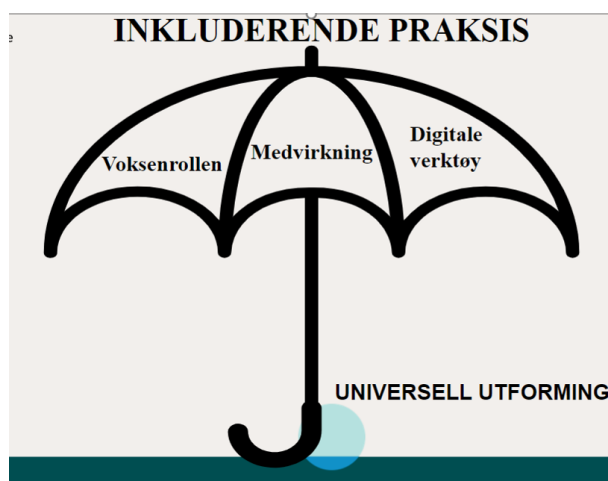 INKLUDERENDE PRAKSIS
e
Voksenrollen
Medvirkning
Digitale
verktøy
UNIVERSELL UTFORMING